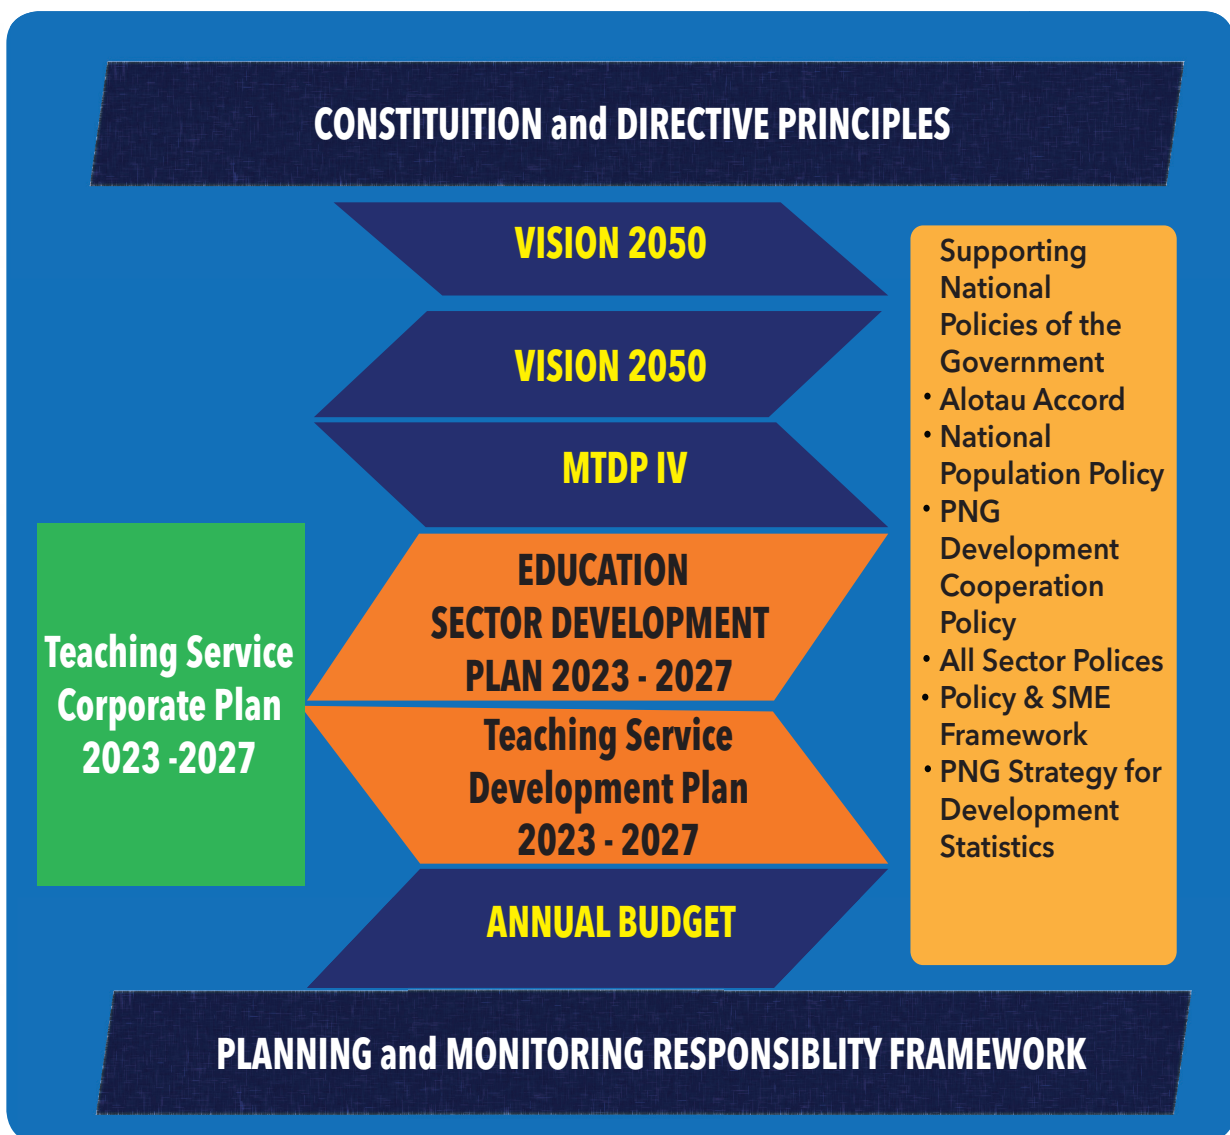 CONSTITUITION and DIRECTIVE PRINCIPLES
VISION 2050
VISION 2050
MTDP IV
EDUCATION
SECTOR DEVELOPMENT
PLAN 2023 - 2027
Teaching Service
Development Plan
2023 - 2027
ANNUAL BUDGET
Teaching Service
Corporate Plan
2023 -2027
Supporting
National
Policies of the
Government
• Alotau Accord
• National
Population Policy
• PNG
Development
Cooperation
Policy
• All Sector Polices
• Policy & SME
Framework
• PNG Strategy for
Development
Statistics
PLANNING and MONITORING RESPONSIBLITY FRAMEWORK